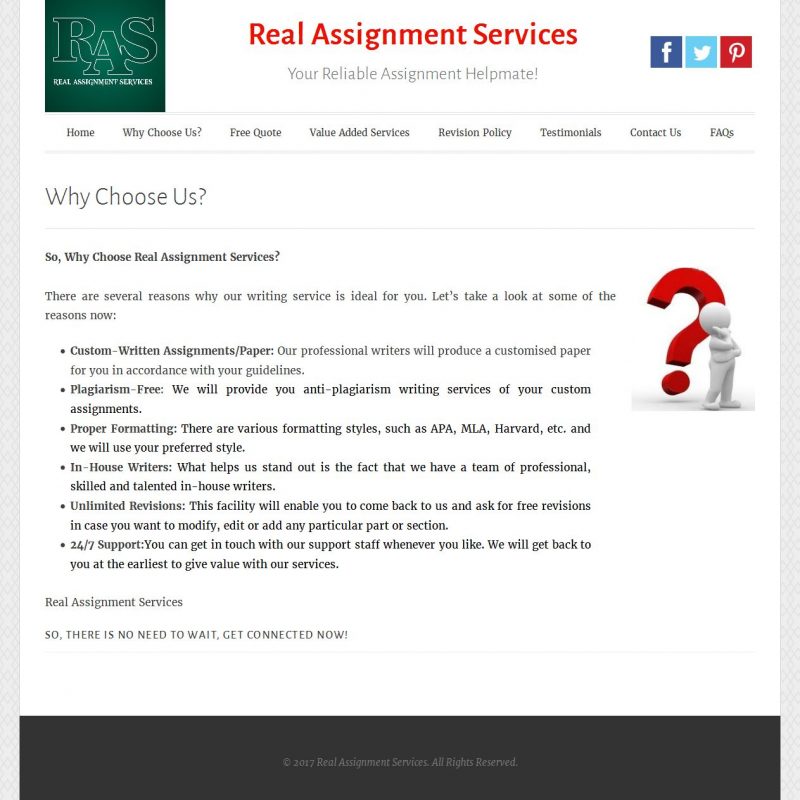 RAS
REAL ASSIGNMENT SERVICES
Real Assignment Services
Your Reliable Assignment Helpmate!
Home Why Choose Us? Free Quote Value Added Services Revision Policy Testimonials Contact Us FAQs
Why Choose Us?
So, Why Choose Real Assignment Services?
There are several reasons why our writing service is ideal for you. Let’s take a look at some of the
reasons now:
• Custom-Written Assignments/Paper: Our professional writers will produce a customised paper
for you in accordance with your guidelines.
• Plagiarism-Free: We will provide you anti-plagiarism writing services of your custom
assignments.
• Proper Formatting: There are various formatting styles, such as APA, MLA, Harvard, etc. and
we will use your preferred style.
• In-House Writers: What helps us stand out is the fact that we have a team of professional,
skilled and talented in-house writers.
• Unlimited Revisions: This facility will enable you to come back to us and ask for free revisions
in case you want to modify, edit or add any particular part or section.
• 24/7 Support:You can get in touch with our support staff whenever you like. We will get back to
you at the earliest to give value with our services.
Real Assignment Services
SO, THERE IS NO NEED TO WAIT, GET CONNECTED NOW!
© 2017 Real Assignment Services. All Rights Reserved.